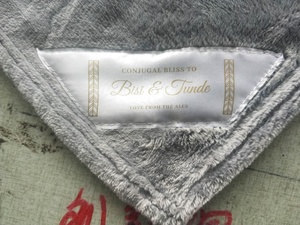 CONJUGAL BLISS TO
Bisi & Tunde
LOVE FROM THE